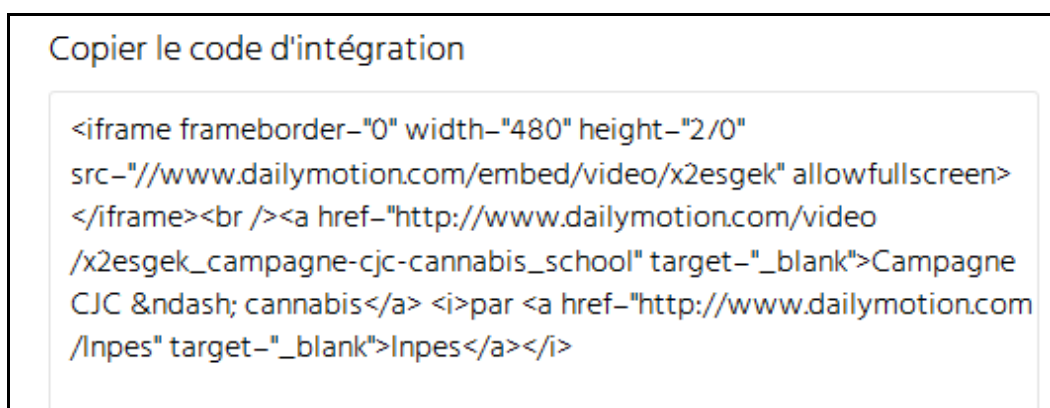 Copier le code d'intégration
<iframe frameborder="0" width="480" height="2/0"
src="//www.dailymotion.com/embed/video/x2esgek" allowfullscreen>
</iframe><br /><a href="http://www.dailymotion.com/video
/x2esgek_campagne-cjc-cannabis_school" target="_blank">Campagne
CJC &ndash; cannabis</a> <i>par <a href="http://www.dailymotion.com
/Inpes" target="_blank">Inpes</a></i>